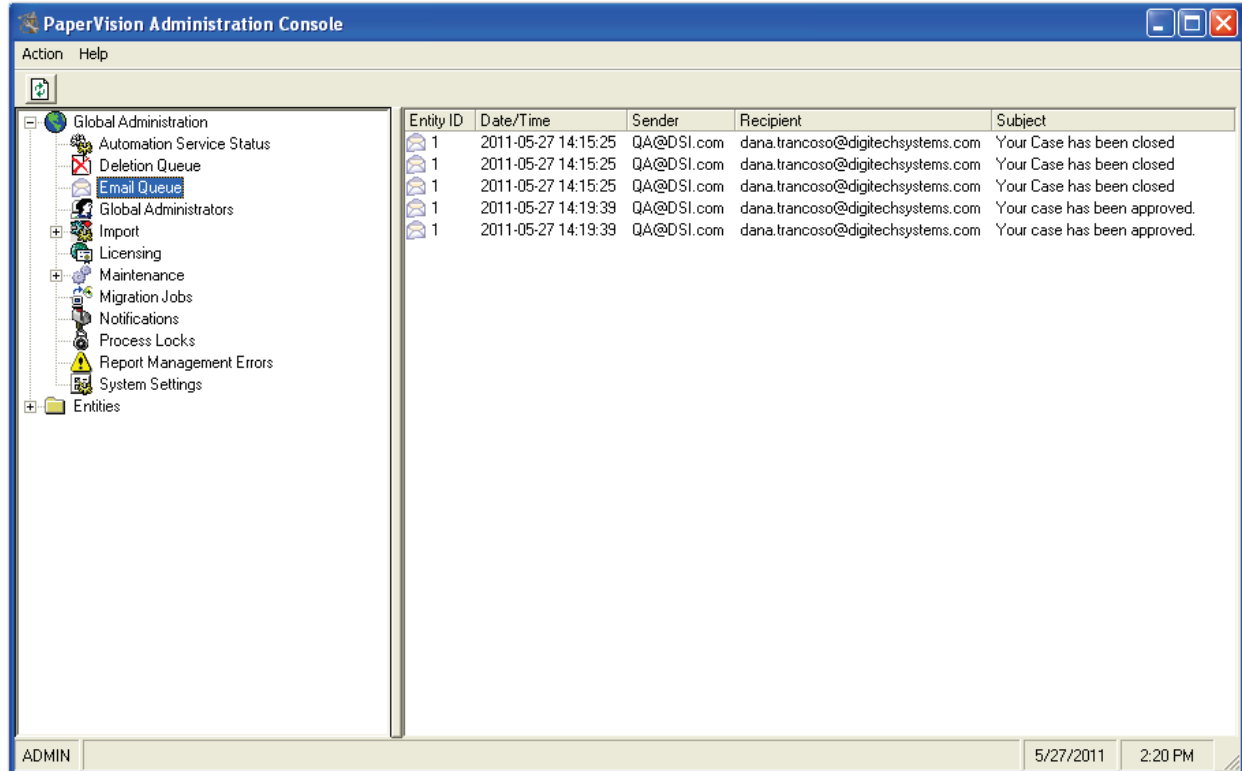 PaperVision Administration Console
Action Help
Global Administration
Automation Service Status
Deletion Queue
Email Queue
Global Administrators
Import
Licensing
Maintenance
Migration Jobs
Notifications
Process Locks
Report Management Errors
System Settings
Entities
Entity ID Date/Time Sender Recipient Subject
1 2011-05-27 14:15:25 QA@DSI.com dana.trancoso@digitechsystems.com Your Case has been closed
1 2011-05-27 14:15:25 QA@DSI.com dana.trancoso@digitechsystems.com Your Case has been closed
1 2011-05-27 14:15:25 QA@DSI.com dana.trancoso@digitechsystems.com Your Case has been closed
1 2011-05-27 14:19:39 QA@DSI.com dana.trancoso@digitechsystems.com Your case has been approved.
1 2011-05-27 14:19:39 QA@DSI.com dana.trancoso@digitechsystems.com Your case has been approved.
ADMIN 5/27/2011 2:20 PM